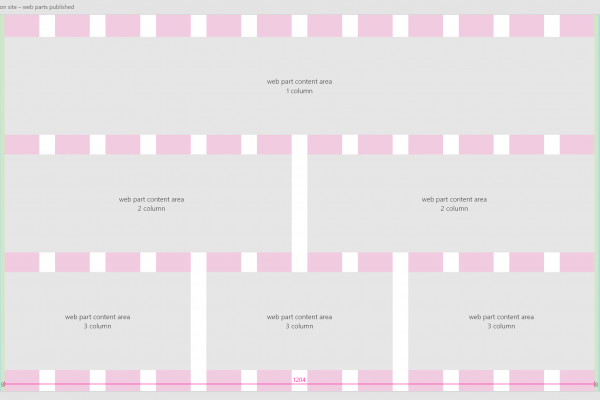 on site – web parts published
web part content area
1 column
web part content area
2 column
web part content area
2 column
web part content area
3 column
web part content area
3 column
web part content area
3 column
1204